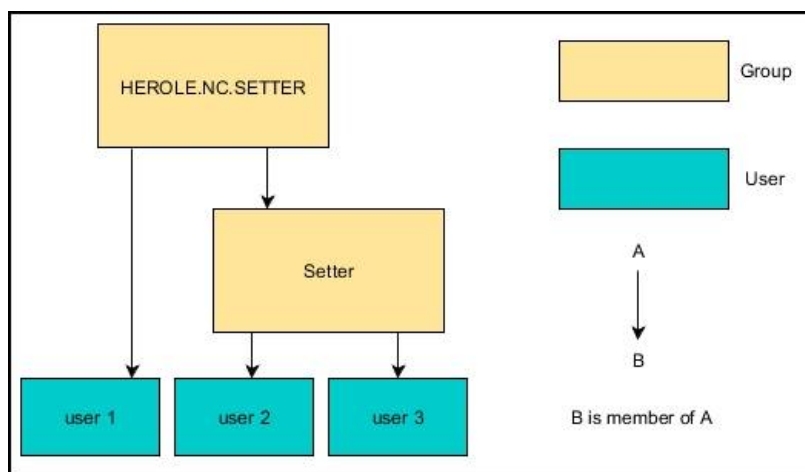 HEROLE.NC.SETTER
Group
User
Setter
A
B
user 1
user 2
user 3
B is member of A